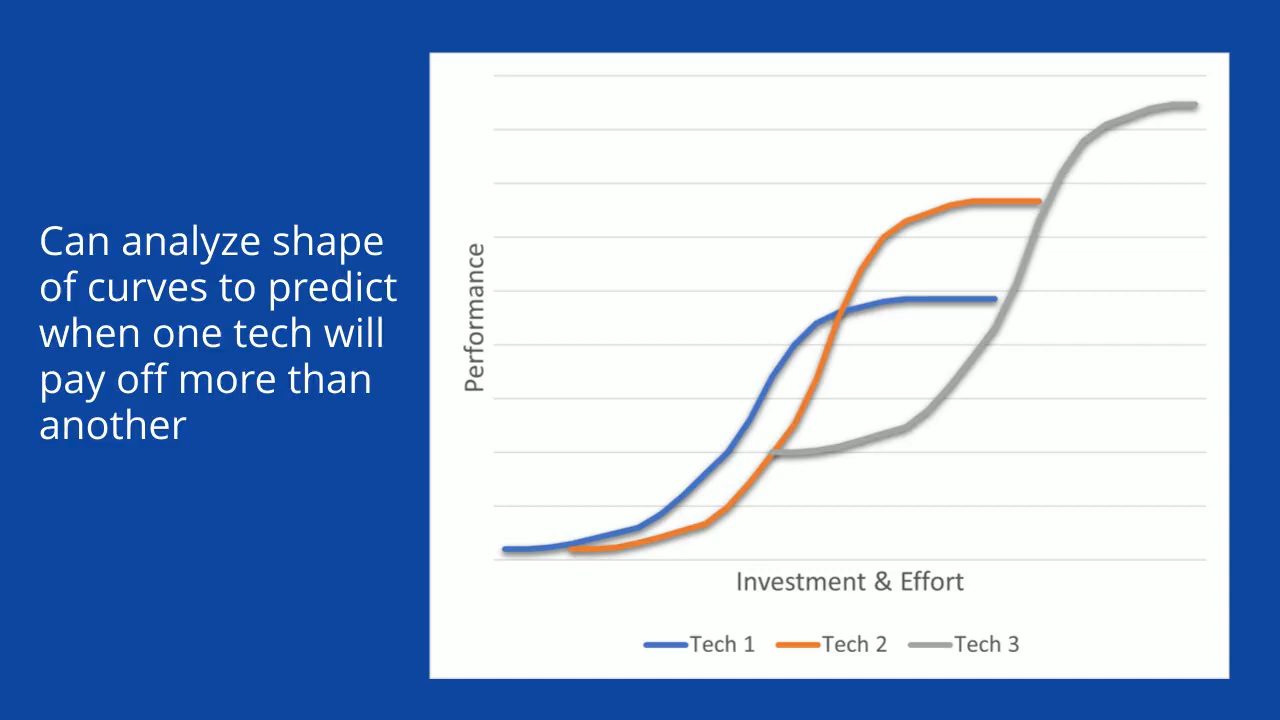 Can analyze shape
of curves to predict
when one tech will
pay off more than
another
Performance
Investment & Effort
Tech 1
Tech 2
Tech 3